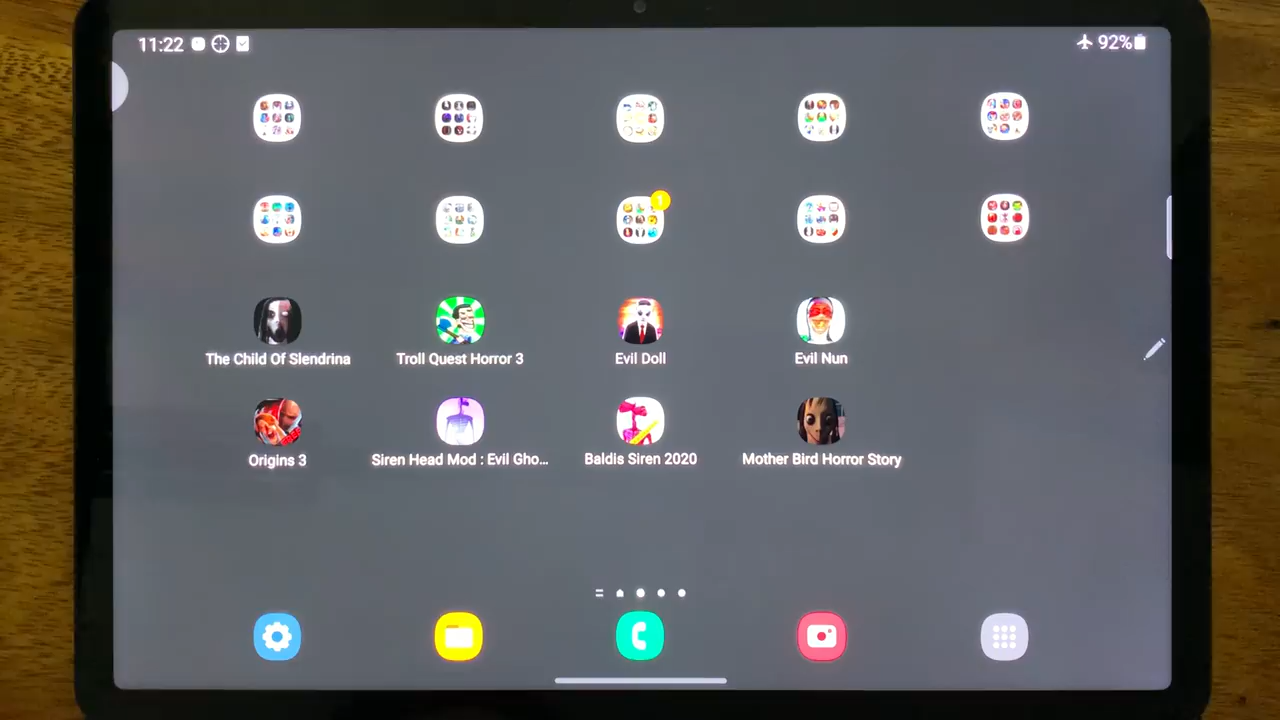 11:22
92%
1
The Child Of Slendrina
Troll Quest Horror 3
Evil Doll
Evil Nun
Origins 3
Siren Head Mod : Evil Gho...
Baldis Siren 2020
Mother Bird Horror Story